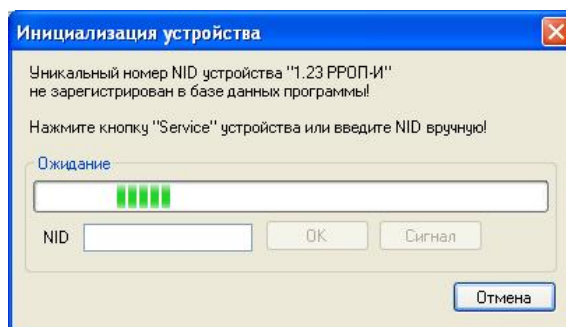 Инициализация устройства
Уникальный номер NID устройства "1.23 РРОП-И"
не зарегистрирован в базе данных программы!
Нажмите кнопку "Service" устройства или введите NID вручную!
Ожидание
NID OK Сигнал
Отмена